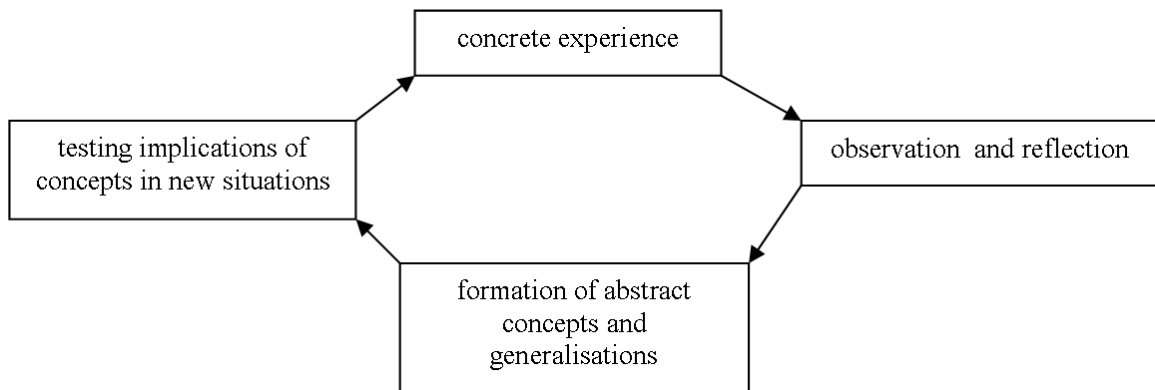 concrete experience
observation and reflection
testing implications of
concepts in new situations
formation of abstract
concepts and
generalisations